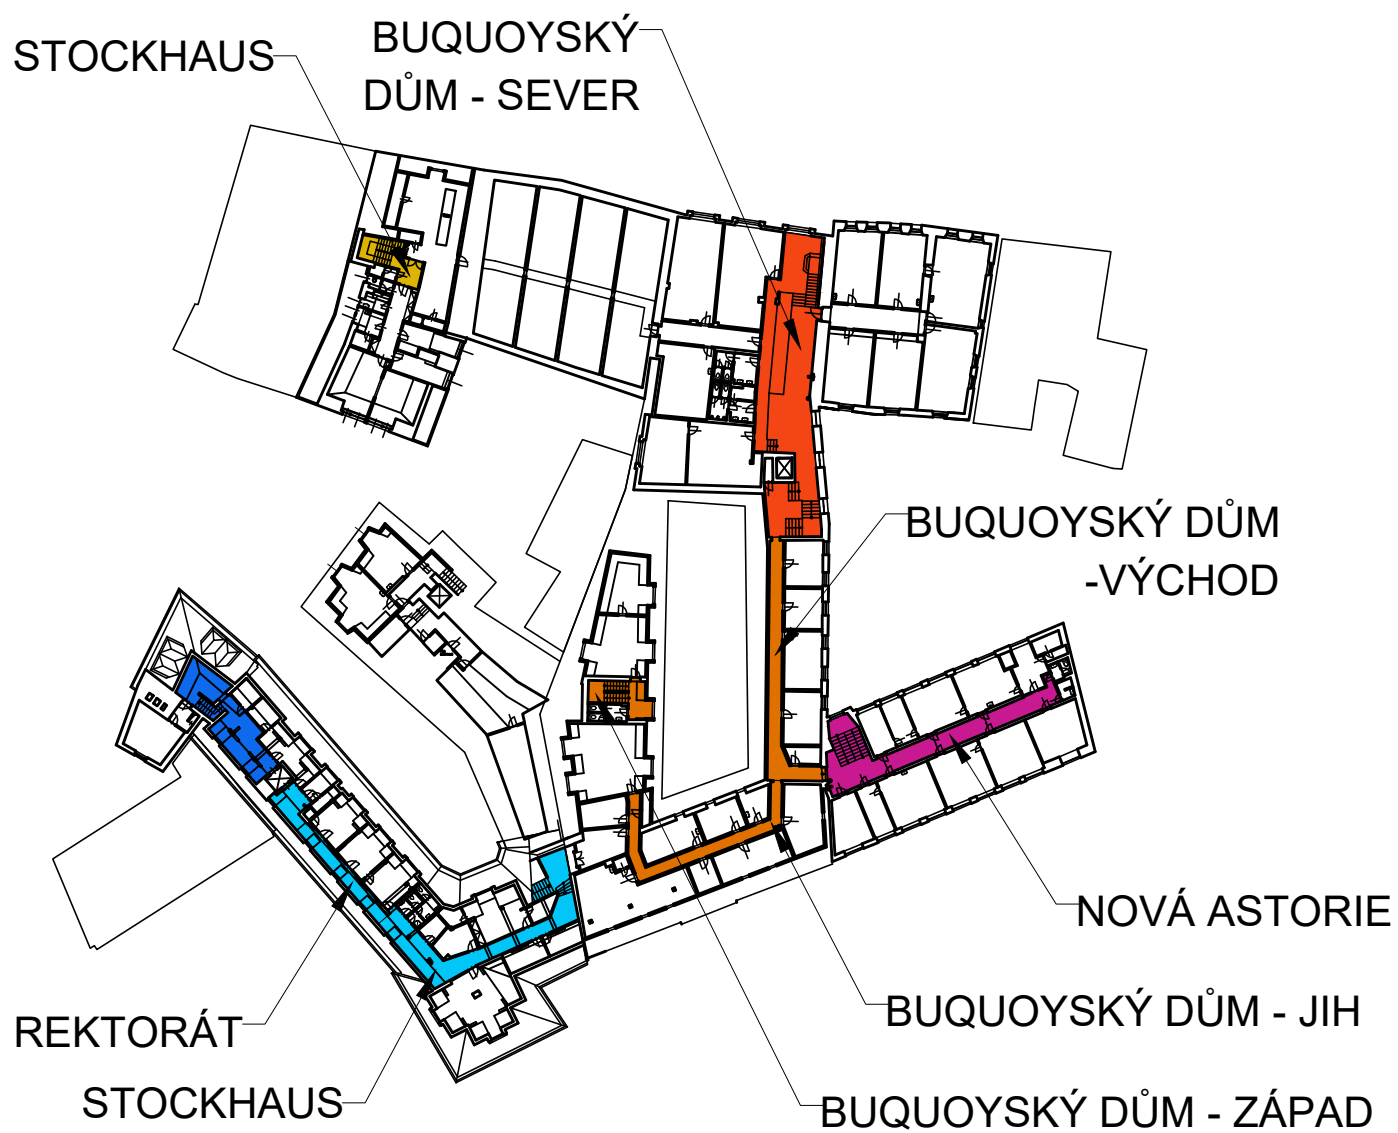 STOCKHAUS
BUQUOYSKÝ
DŮM - SEVER
BUQUOYSKÝ DŮM
-VÝCHOD
NOVÁ ASTORIE
BUQUOYSKÝ DŮM - JIH
REKTORÁT
STOCKHAUS
BUQUOYSKÝ DŮM - ZÁPAD